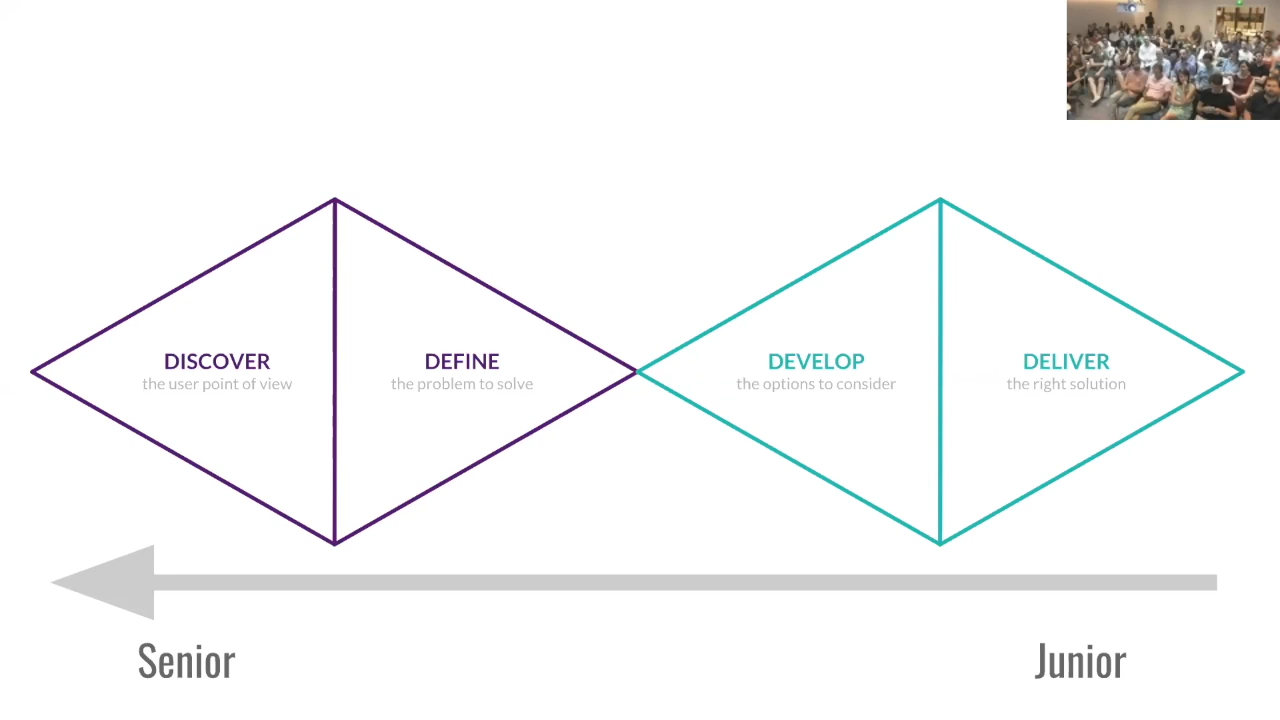 DISCOVER
the user point of view
DEFINE
the problem to solve
DEVELOP
the options to consider
DELIVER
the right solution
Senior
Junior